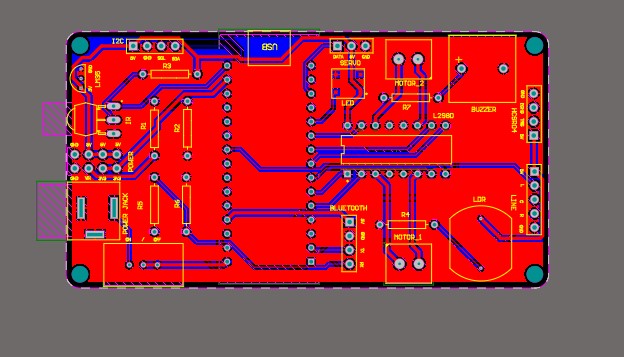 I2C
USB
SERVO
R3
5V
GND
SCL
SDA
DATA
5V
GND
LM35
MOTOR_2
LED
R7
BUZZER
L298D
HCSR04
IR
R1
R2
POWER
POWER JACK
R5
R6
BLUETOOTH
R4
MOTOR_1
LDR
LINE